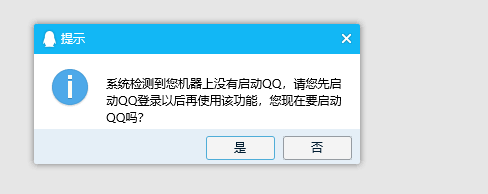 提示
系统检测到您机器上没有启动QQ，请您先启
动QQ登录以后再使用该功能，您现在要启动
QQ吗？
是
否